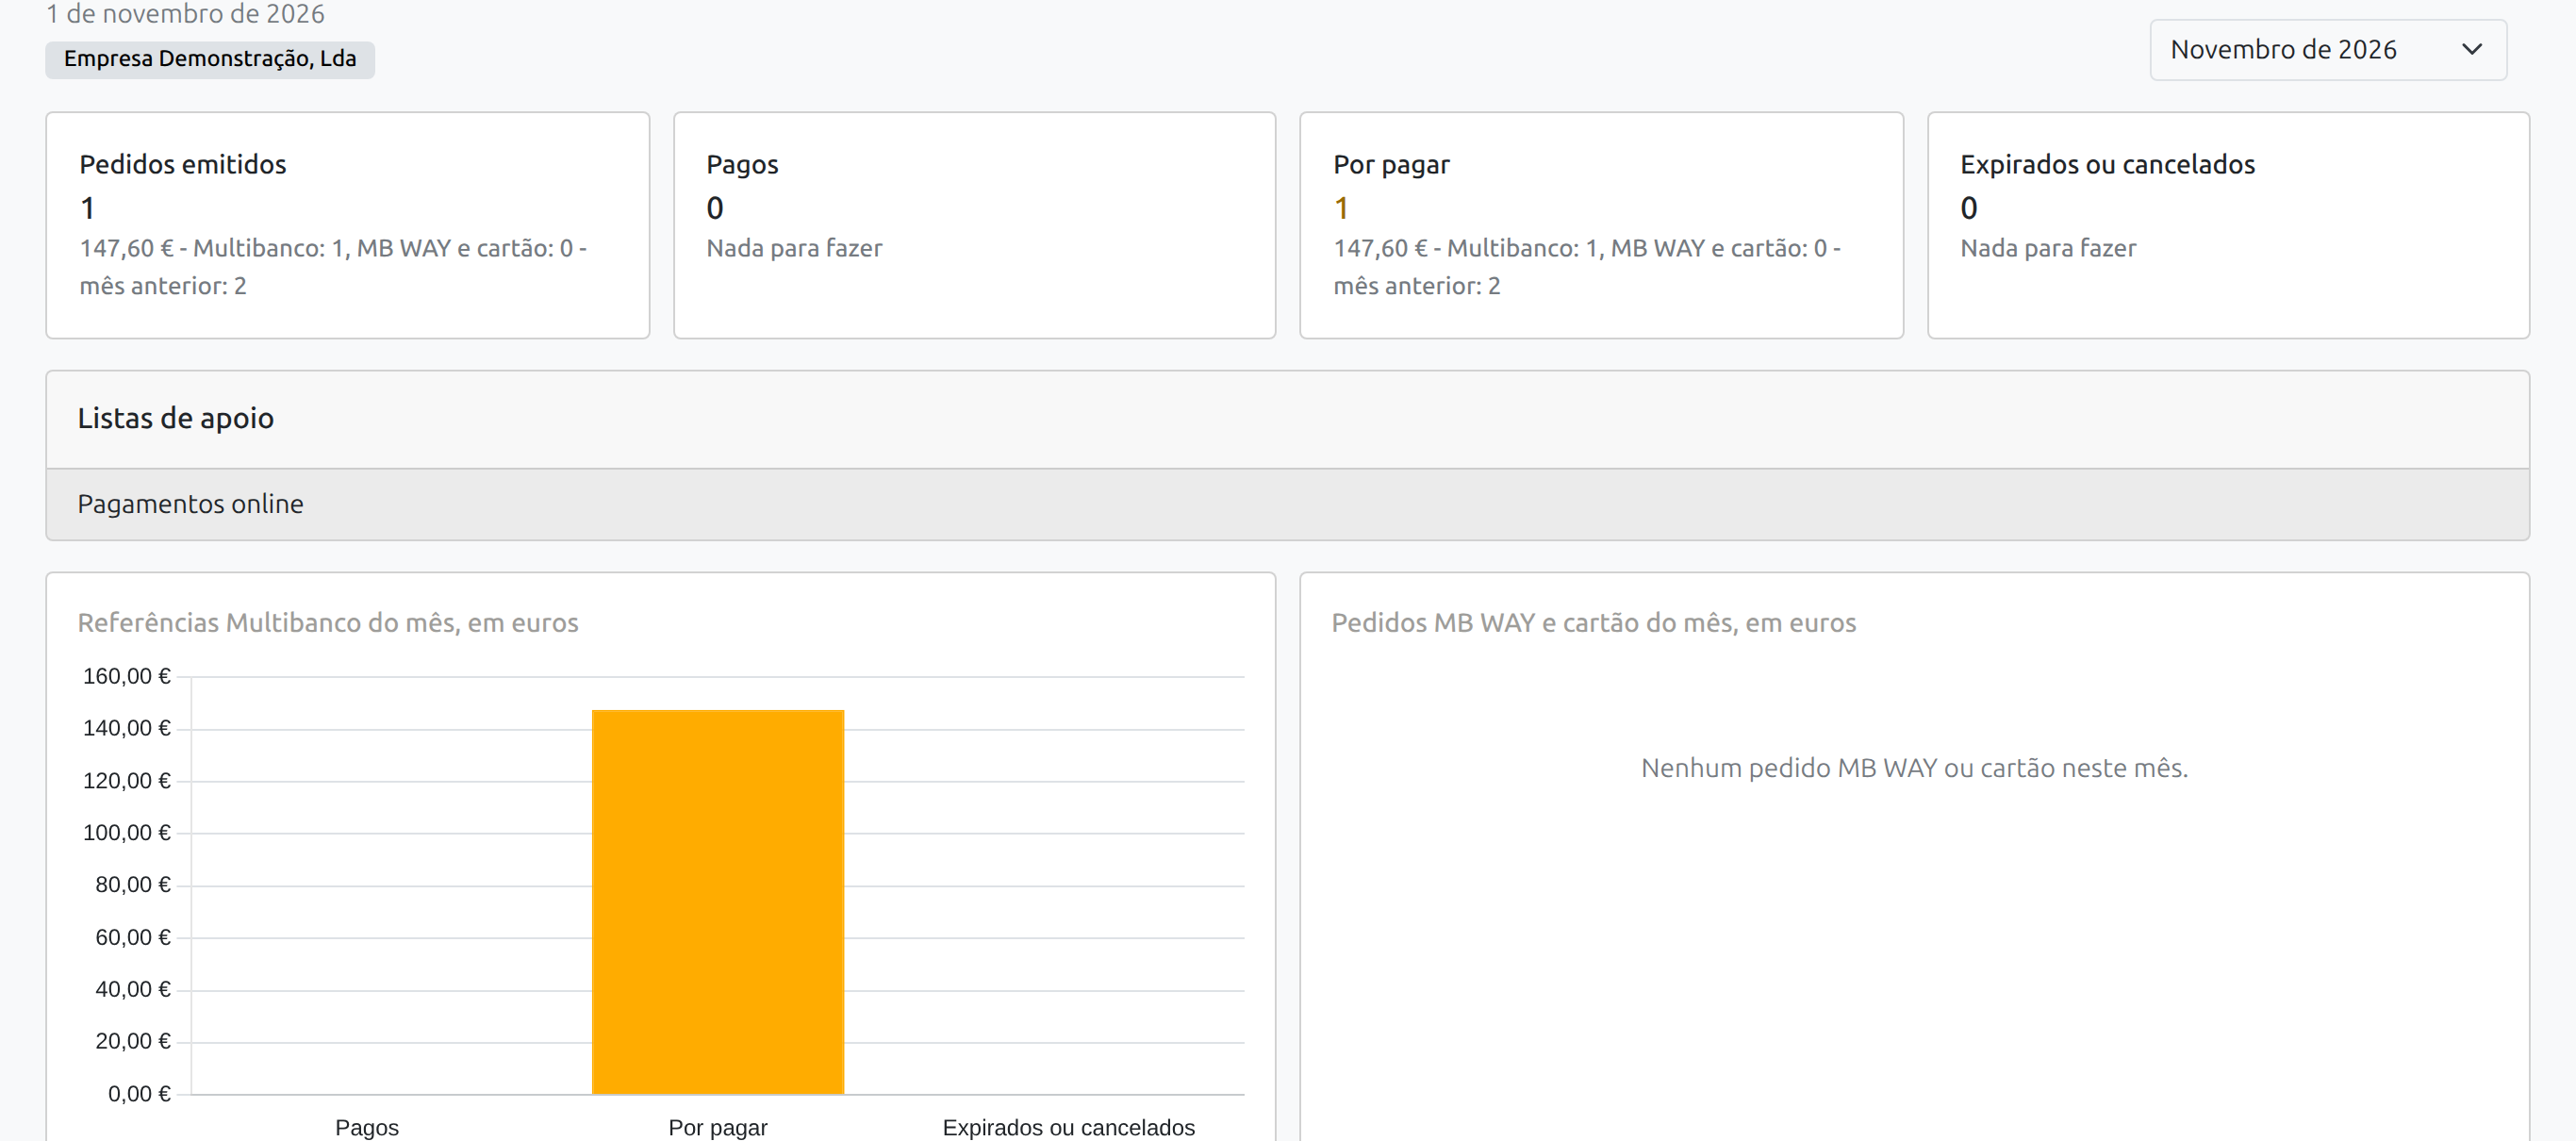 1 de novembro de 2026
Empresa Demonstração, Lda
Novembro de 2026
Pedidos emitidos
1
147,60 € - Multibanco: 1, MB WAY e cartão: 0 -
mês anterior: 2
Pagos
0
Nada para fazer
Por pagar
1
147,60 € - Multibanco: 1, MB WAY e cartão: 0 -
mês anterior: 2
Expirados ou cancelados
0
Nada para fazer
Listas de apoio
Pagamentos online
Referências Multibanco do mês, em euros
160,00 €
140,00 €
120,00 €
100,00 €
80,00 €
60,00 €
40,00 €
20,00 €
0,00 €
Pagos
Por pagar
Expirados ou cancelados
Pedidos MB WAY e cartão do mês, em euros
Nenhum pedido MB WAY ou cartão neste mês.